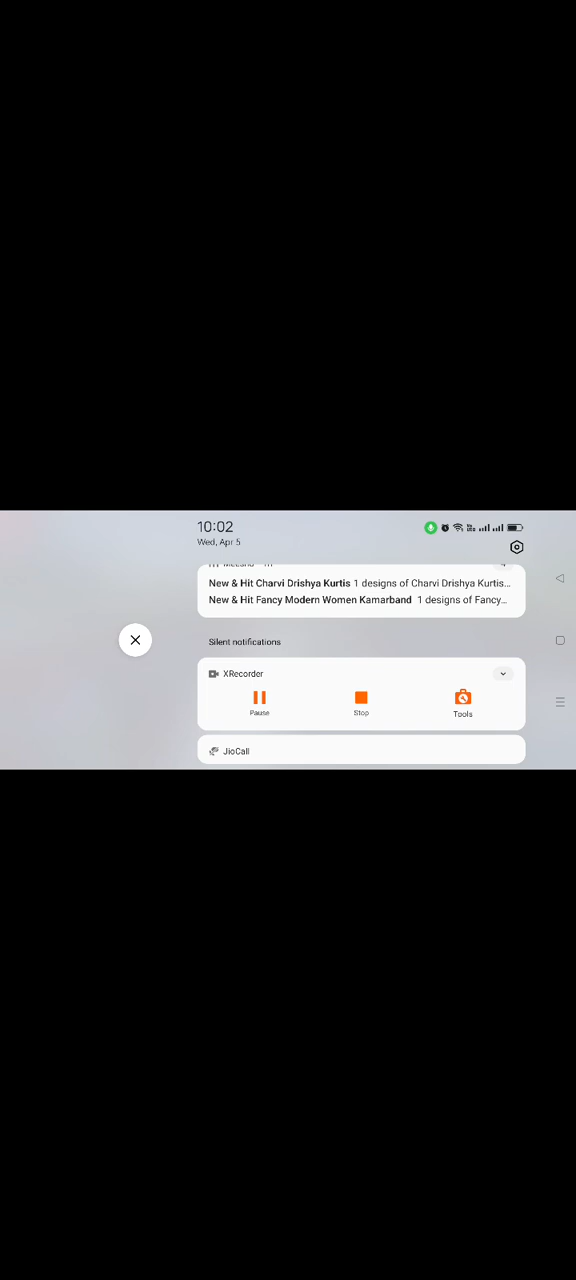 10:02
Wed, Apr 5
New & Hit Charvi Drishya Kurtis 1 designs of Charvi Drishya Kurtis...
New & Hit Fancy Modern Women Kamarband 1 designs of Fancy...
Silent notifications
XRecorder
Pause Stop Tools
JioCall